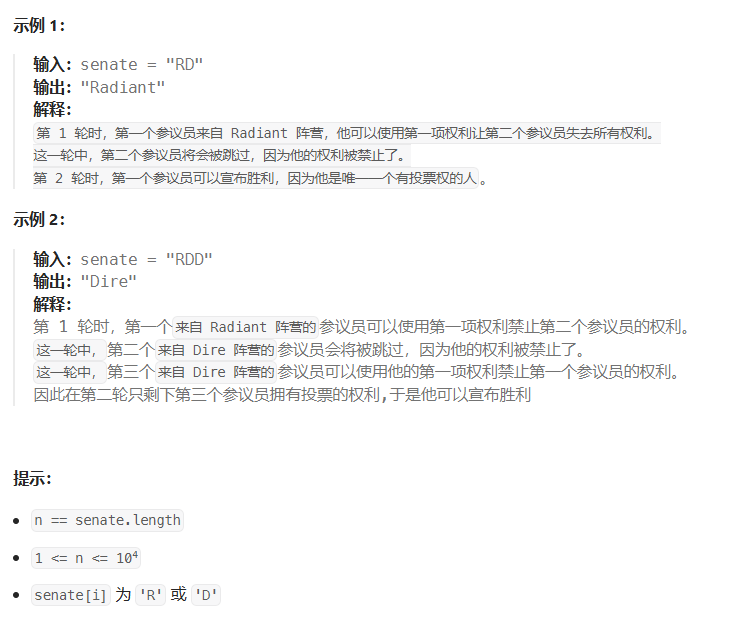 示例 1：
输入：senate = "RD"
输出："Radiant"
解释：
第 1 轮时，第一个参议员来自 Radiant 阵营，他可以使用第一项权利让第二个参议员失去所有权利。
这一轮中，第二个参议员将会被跳过，因为他的权利被禁止了。
第 2 轮时，第一个参议员可以宣布胜利，因为他是唯一一个有投票权的人。
示例 2：
输入：senate = "RDD"
输出："Dire"
解释：
第 1 轮时，第一个来自 Radiant 阵营的参议员可以使用第一项权利禁止第二个参议员的权利。
这一轮中，第二个来自 Dire 阵营的参议员会将被跳过，因为他的权利被禁止了。
这一轮中，第三个来自 Dire 阵营的参议员可以使用他的第一项权利禁止第一个参议员的权利。
因此在第二轮只剩下第三个参议员拥有投票的权利,于是他可以宣布胜利
提示：
• n == senate.length
• 1 <= n <= 10⁴
• senate[i] 为 'R' 或 'D'